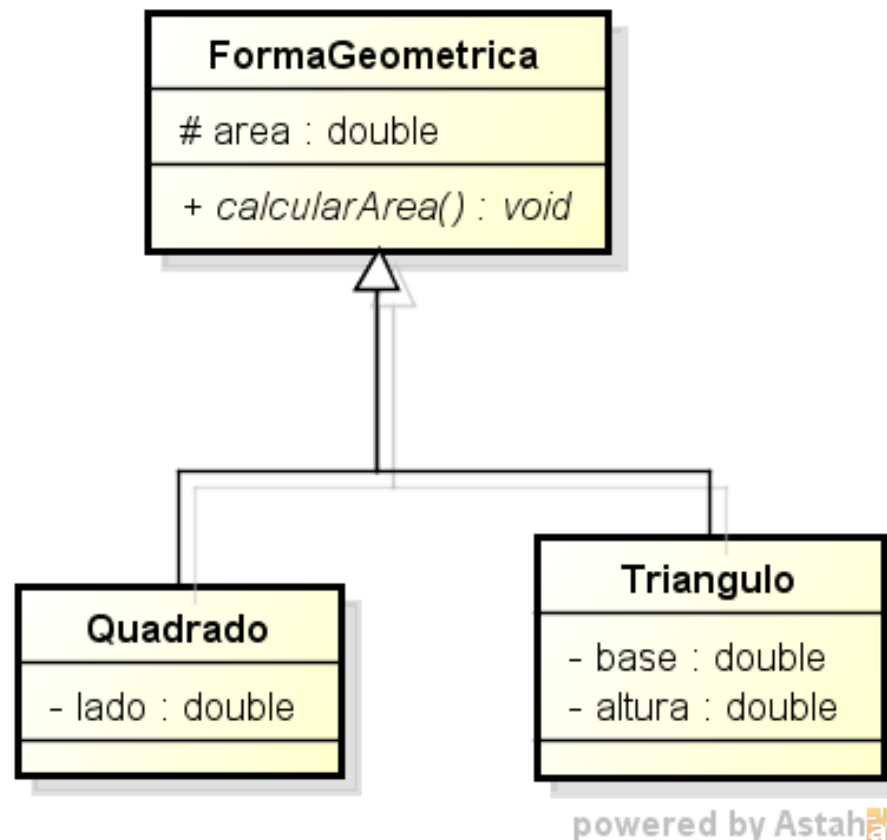 FormaGeometrica
# area : double
+ calcularArea() : void
Quadrado
- lado : double
Triangulo
- base : double
- altura : double
powered by Astah